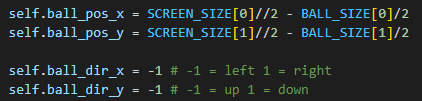 self.ball_pos_x = SCREEN_SIZE[0]//2 - BALL_SIZE[0]/2
self.ball_pos_y = SCREEN_SIZE[1]//2 - BALL_SIZE[1]/2
self.ball_dir_x = -1 # -1 = left 1 = right
self.ball_dir_y = -1 # -1 = up 1 = down